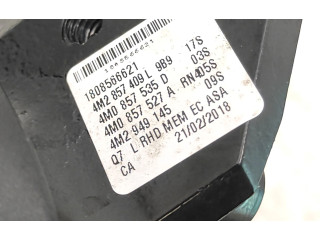 1808566621
1808566621
4M2 857 409 L 9B9 17S
4M0 857 535 D 03S
4M0 857 527 A RN4 05S
4M2 949 145 09S
Q7 L RHD MEM EC ASA
CA 21/02/2018